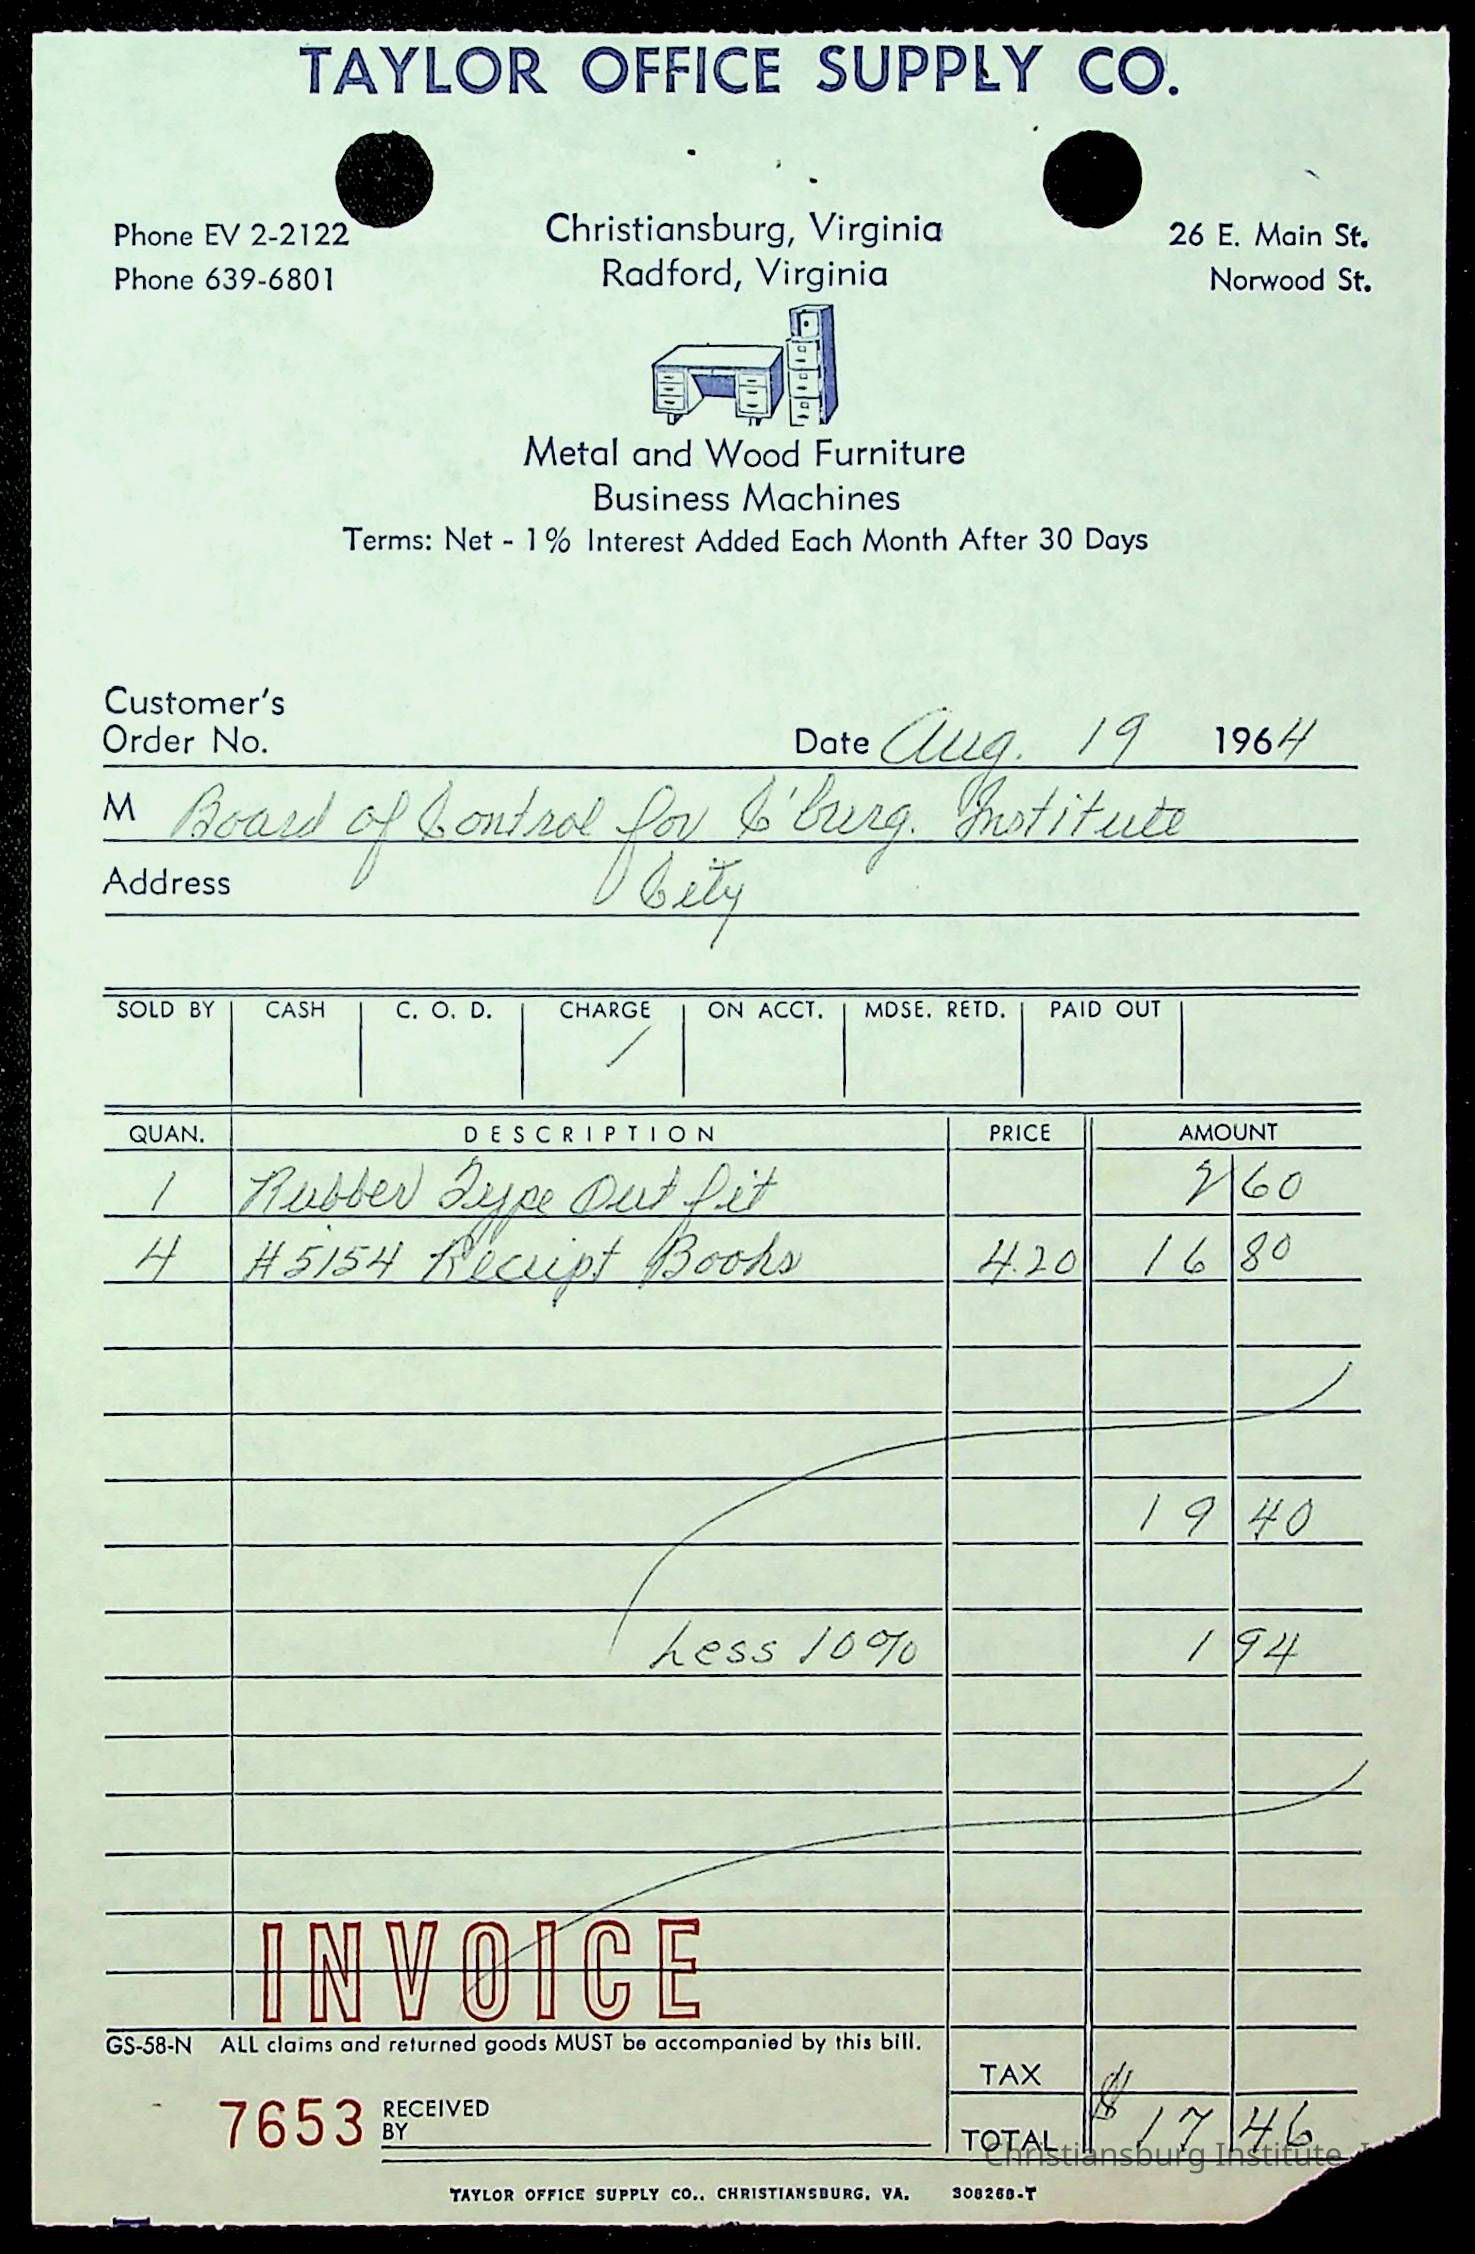 TAYLOR OFFICE SUPPLY CO.
Phone EV 2-2122 Christiansburg, Virginia 26 E. Main St.
Phone 639-6801 Radford, Virginia Norwood St.
Metal and Wood Furniture
Business Machines
Terms: Net - 1% Interest Added Each Month After 30 Days
Customer's
Order No. Date Aug. 19 1964
M Board of Control for C'burg. Institute
Address City
SOLD BY CASH C. O. D. CHARGE ON ACCT. MDSE. RETD. PAID OUT
/
QUAN. DESCRIPTION PRICE AMOUNT
1 Rubber Type Outfit 2 60
4 #5154 Receipt Books 4.20 16 80
19 40
Less 10% 1 94
INVOICE
GS-58-N ALL claims and returned goods MUST be accompanied by this bill.
TAX
7653 RECEIVED
BY
TOTAL $ 17 46
Christiansburg Institute, I
TAYLOR OFFICE SUPPLY CO., CHRISTIANSBURG, VA. 308268-T